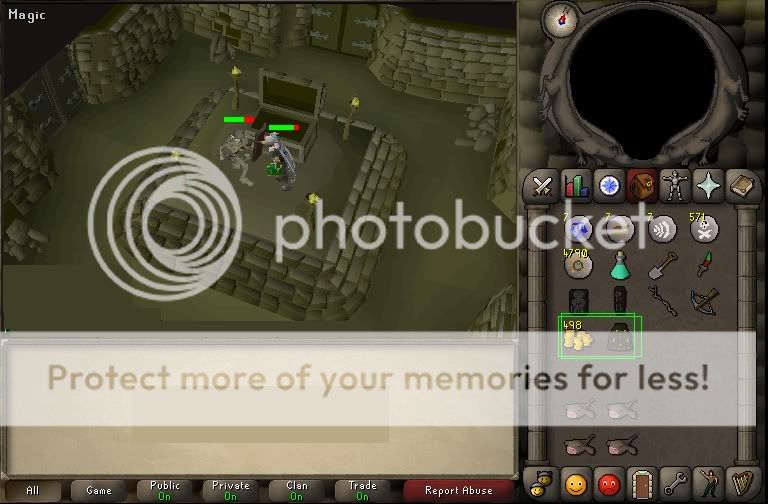 Magic
photobucket
7 7 7 571
4790
498
Protect more of your memories for less!
All Game Public Private Clan Trade Report Abuse
On On On On